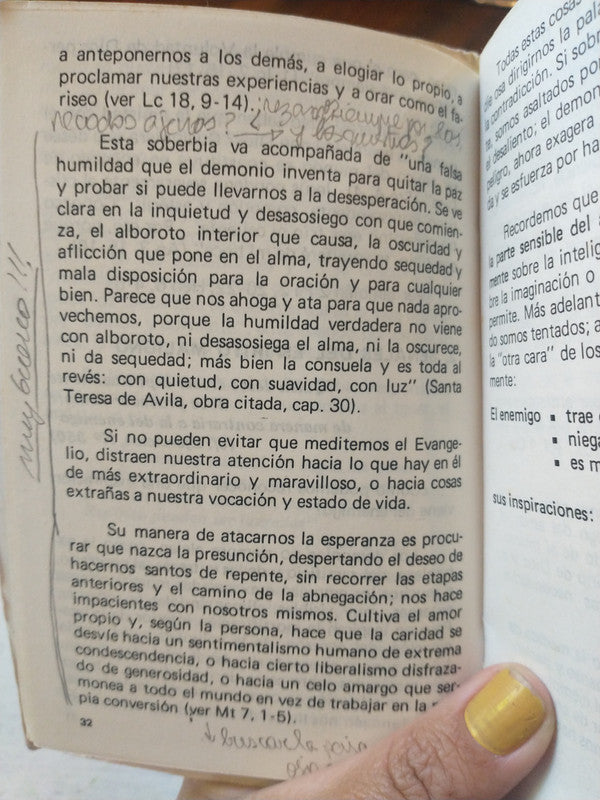 a anteponernos a los demás, a elogiar lo propio, a
proclamar nuestras experiencias y a orar como el fa-
riseo (ver Lc 18, 9-14).
pecados ajenos?
Esta soberbia va acompañada de "una falsa
humildad que el demonio inventa para quitar la paz
y probar si puede llevarnos a la desesperación. Se ve
clara en la inquietud y desasosiego con que comien-
za, el alboroto interior que causa, la oscuridad y
aflicción que pone en el alma, trayendo sequedad y
mala disposición para la oración y para cualquier
bien. Parece que nos ahoga y ata para que nada apro-
vechemos, porque la humildad verdadera no viene
con alboroto, ni desasosiega el alma, ni la oscurece,
ni da sequedad; más bien la consuela y es toda al
revés: con quietud, con suavidad, con luz" (Santa
Teresa de Avila, obra citada, cap. 30).
Si no pueden evitar que meditemos el Evange-
lio, distraen nuestra atención hacia lo que hay en él
de más extraordinario y maravilloso, o hacia cosas
extrañas a nuestra vocación y estado de vida.
Su manera de atacarnos la esperanza es procu-
rar que nazca la presunción, despertando el deseo de
hacernos santos de repente, sin recorrer las etapas
anteriores y el camino de la abnegación; nos hace
impacientes con nosotros mismos. Cultiva el amor
propio y, según la persona, hace que la caridad se
desvíe hacia un sentimentalismo humano de extrema
condescendencia, o hacia cierto liberalismo disfraza-
do de generosidad, o hacia un celo amargo que ser-
monea a todo el mundo en vez de trabajar en la
pia conversión (ver Mt 7, 1-5).
32
buscarla
muy bueno!!!
Todas estas cosas
dirigirnos la pala
contradicción. Si sobre
somos asaltados por
desaliento; el demon
peligro, ahora exagera
y se esfuerza por ha
Recordemos que
la parte sensible del
mente sobre la intelig
bre la imaginación o
permite. Más adelant
do somos tentados; a
la "otra cara" de los
mente:
El enemigo ▪ trae
▪ niega
▪ es m
sus inspiraciones: